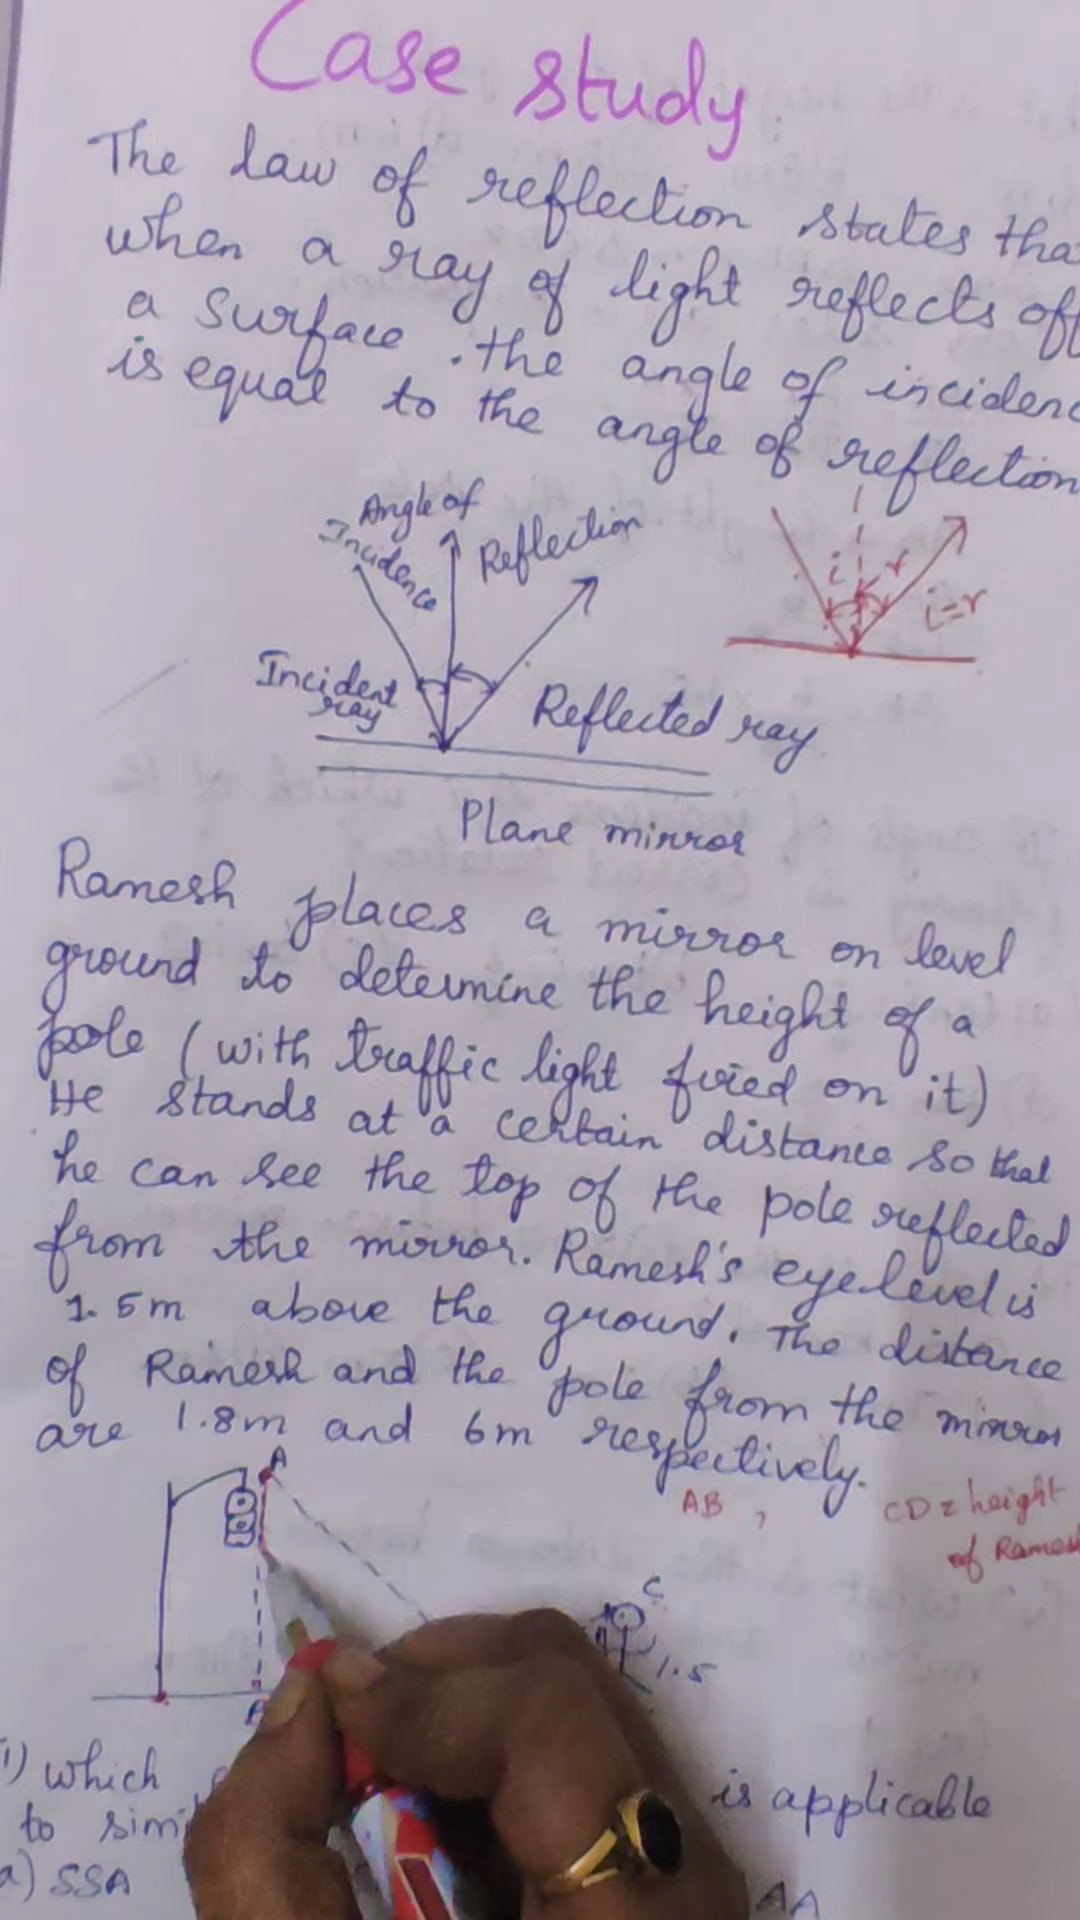 Case study
The law of reflection states tha
when a ray of light reflects off
a surface . the angle of incidenc
is equal to the angle of reflection
Angle of
Incidence
Reflection
i r
i=r
Incident
ray
Reflected ray
Plane mirror
Ramesh places a mirror on level
ground to determine the height of a
pole (with traffic light fixed on it)
He stands at a certain distance so that
he can see the top of the pole reflected
from the mirror. Ramesh's eye level is
1.5m above the ground. The distance
of Ramesh and the pole from the mirror
are 1.8m and 6m respectively.
A
AB ,
CD = height
of Rames
C
1.5
i) which
is applicable
to simi
a) SSA
AA